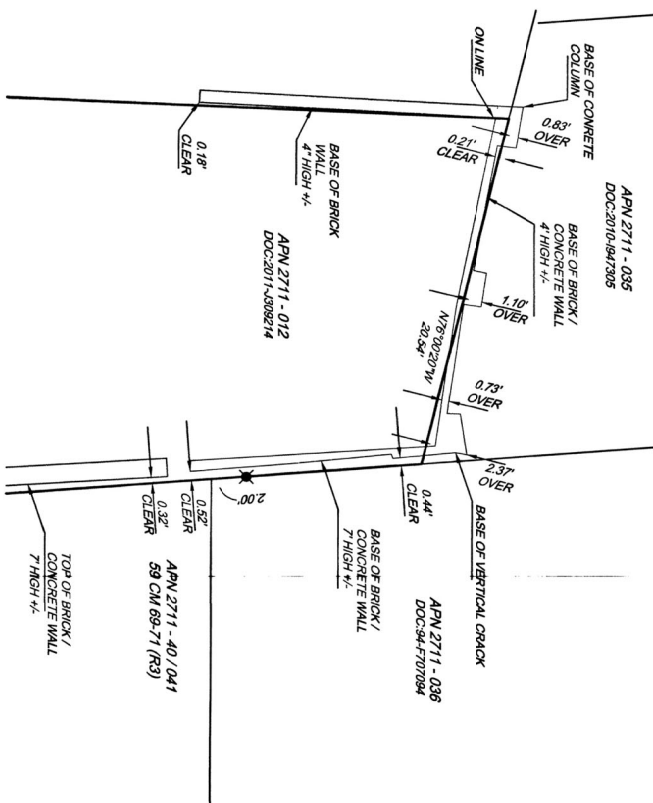 BASE OF CONRETE
COLUMN
ON LINE
0.83'
OVER
0.21'
CLEAR
APN 2711 - 035
DOC:2010-I947305
BASE OF BRICK /
CONCRETE WALL
4' HIGH +/-
1.10'
OVER
N76°00'20"W
20.54'
0.73'
OVER
2.37'
OVER
BASE OF VERTICAL CRACK
0.18'
CLEAR
BASE OF BRICK
WALL
4" HIGH +/-
APN 2711 - 012
DOC:2011-J309214
0.44'
CLEAR
APN 2711 - 036
DOC:94-F707094
BASE OF BRICK /
CONCRETE WALL
7' HIGH +/-
2.00'
0.52'
CLEAR
0.32'
CLEAR
APN 2711 - 40 / 041
59 CM 69-71 (R3)
TOP OF BRICK /
CONCRETE WALL
7' HIGH +/-